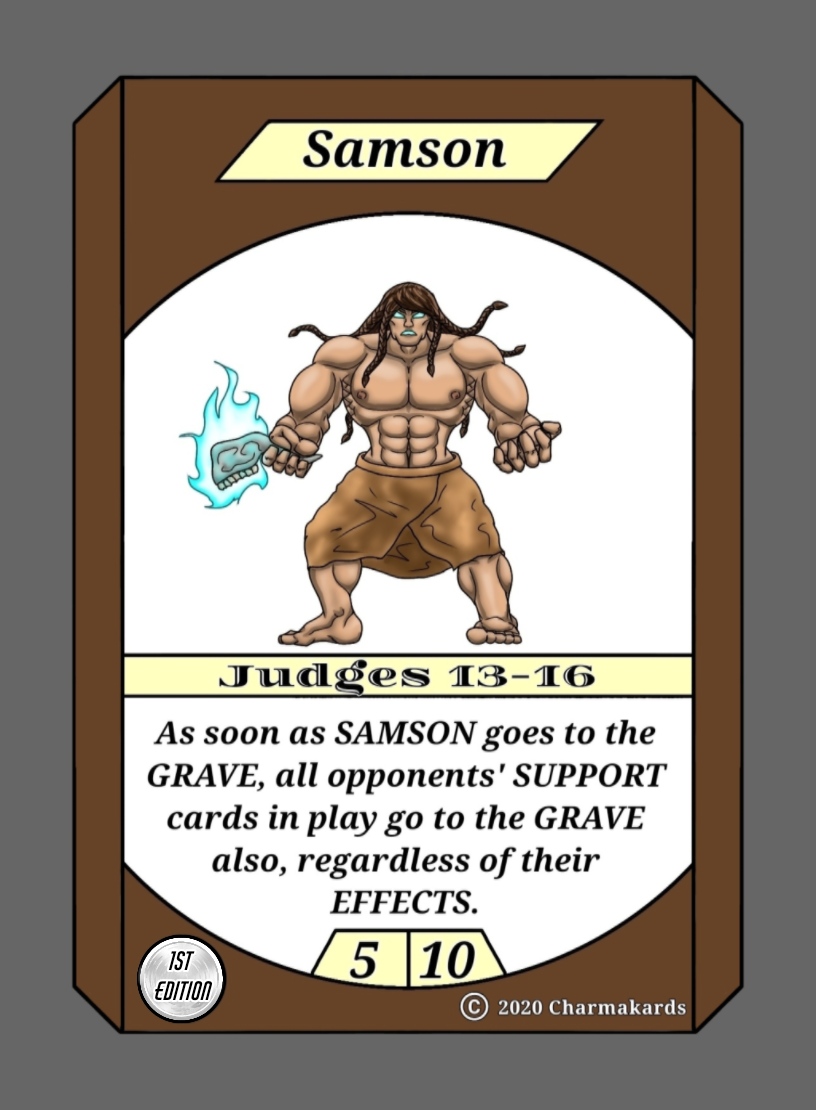 Samson
Judges 13-16
As soon as SAMSON goes to the
GRAVE, all opponents' SUPPORT
cards in play go to the GRAVE
also, regardless of their
EFFECTS.
5 10
1ST
EDITION
© 2020 Charmakards